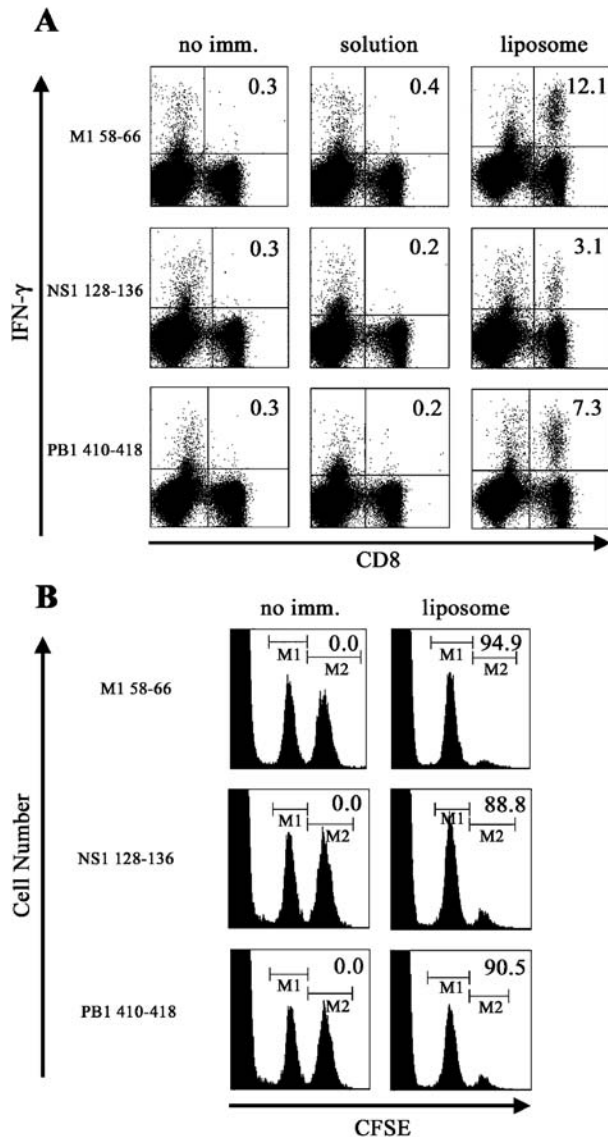 A
no imm. solution liposome
M1 58-66 0.3 0.4 12.1
NS1 128-136 0.3 0.2 3.1
PB1 410-418 0.3 0.2 7.3
IFN-γ
CD8
B
no imm. liposome
M1 58-66 0.0 M1 M2 94.9 M1 M2
NS1 128-136 0.0 M1 M2 88.8 M1 M2
PB1 410-418 0.0 M1 M2 90.5 M1 M2
Cell Number
CFSE